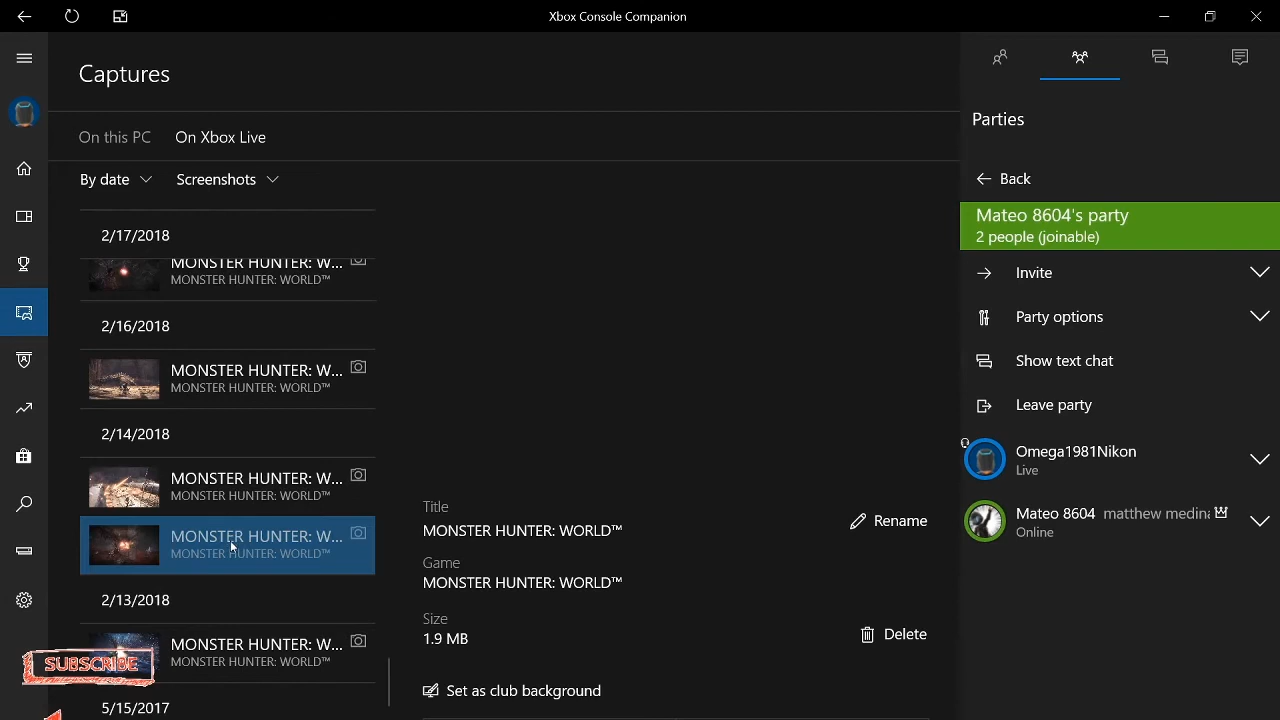 Xbox Console Companion
Captures
On this PC
On Xbox Live
By date
Screenshots
2/17/2018
MONSTER HUNTER: W...
MONSTER HUNTER: WORLD™
2/16/2018
MONSTER HUNTER: W...
MONSTER HUNTER: WORLD™
2/14/2018
MONSTER HUNTER: W...
MONSTER HUNTER: WORLD™
MONSTER HUNTER: W...
MONSTER HUNTER: WORLD™
2/13/2018
MONSTER HUNTER: W...
MONSTER HUNTER: WORLD™
5/15/2017
SUBSCRIBE
Title
MONSTER HUNTER: WORLD™
Rename
Game
MONSTER HUNTER: WORLD™
Size
1.9 MB
Delete
Set as club background
Parties
Back
Mateo 8604's party
2 people (joinable)
Invite
Party options
Show text chat
Leave party
Omega1981Nikon
Live
Mateo 8604 matthew medina
Online